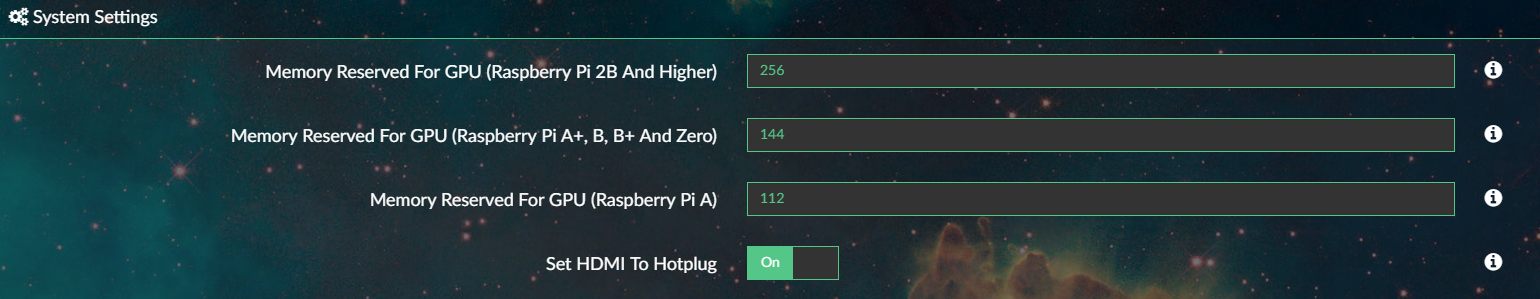 System Settings
Memory Reserved For GPU (Raspberry Pi 2B And Higher) 256
Memory Reserved For GPU (Raspberry Pi A+, B, B+ And Zero) 144
Memory Reserved For GPU (Raspberry Pi A) 112
Set HDMI To Hotplug On